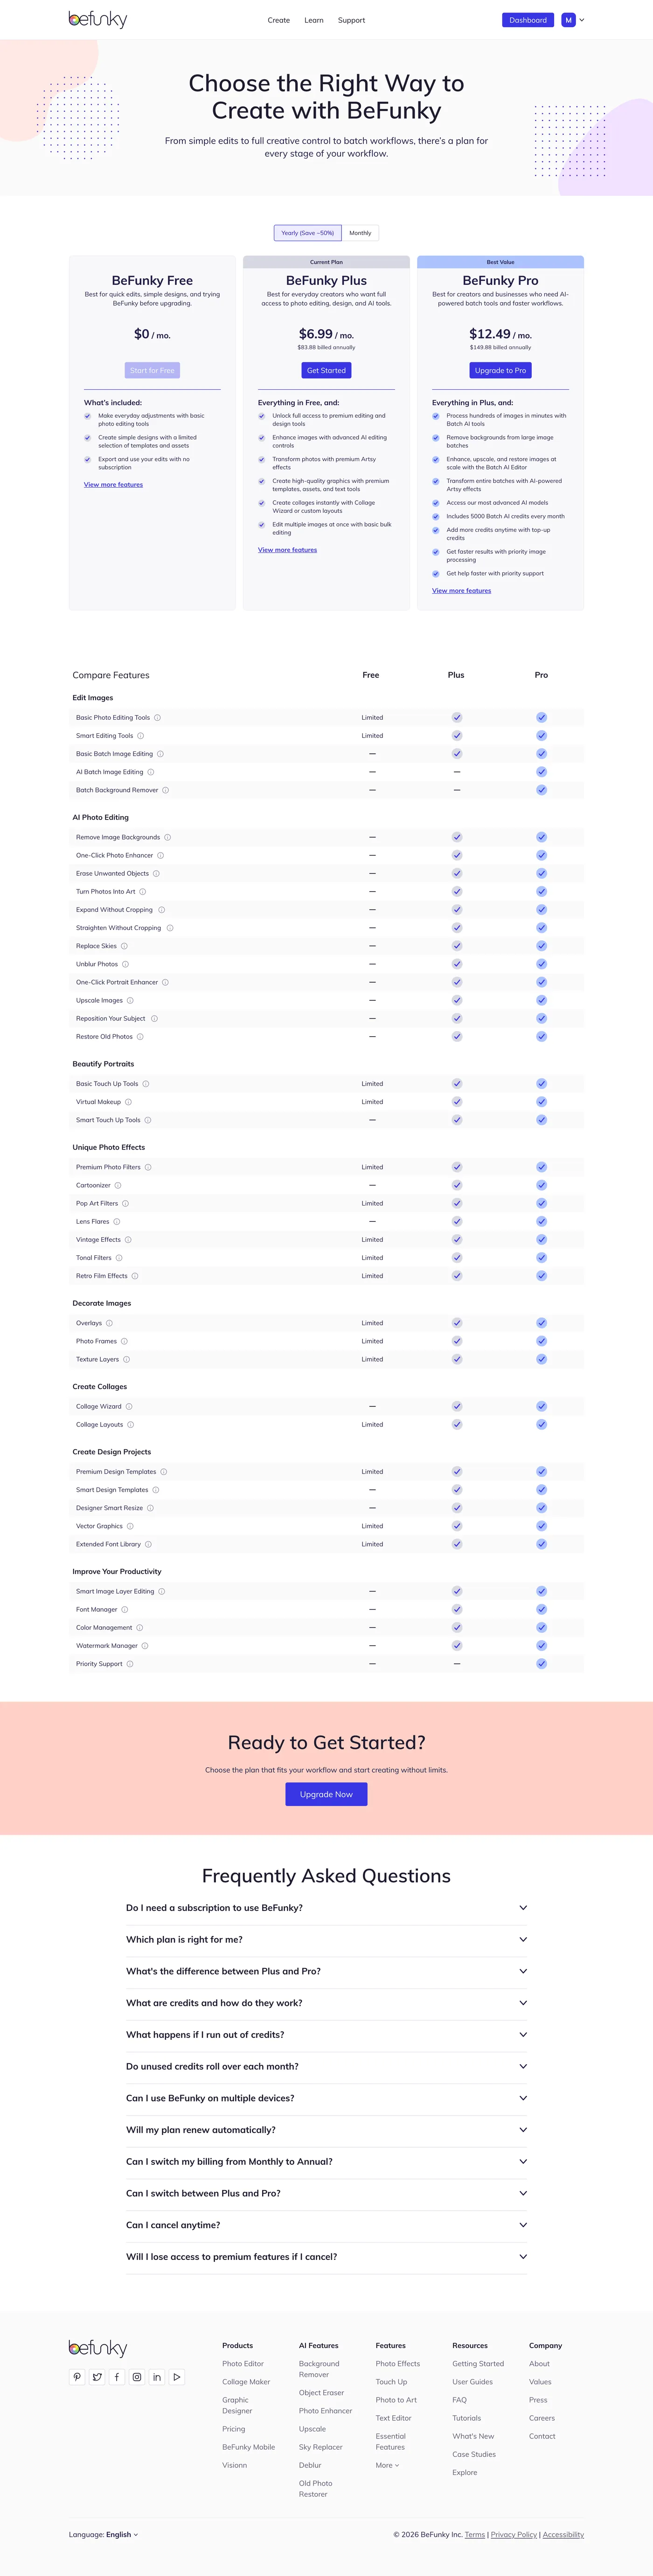 befunky
Create Learn Support
Dashboard M
Choose the Right Way to
Create with BeFunky
From simple edits to full creative control to batch workflows, there's a plan for
every stage of your workflow.
Yearly (Save ~50%) Monthly
BeFunky Free
Best for quick edits, simple designs, and trying
BeFunky before upgrading.
$0 / mo.
Start for Free
What's included:
Make everyday adjustments with basic
photo editing tools
Create simple designs with a limited
selection of templates and assets
Export and use your edits with no
subscription
View more features
Current Plan
BeFunky Plus
Best for everyday creators who want full
access to photo editing, design, and AI tools.
$6.99 / mo.
$83.88 billed annually
Get Started
Everything in Free, and:
Unlock full access to premium editing and
design tools
Enhance images with advanced AI editing
controls
Transform photos with premium Artsy
effects
Create high-quality graphics with premium
templates, assets, and text tools
Create collages instantly with Collage
Wizard or custom layouts
Edit multiple images at once with basic bulk
editing
View more features
Best Value
BeFunky Pro
Best for creators and businesses who need AI-
powered batch tools and faster workflows.
$12.49 / mo.
$149.88 billed annually
Upgrade to Pro
Everything in Plus, and:
Process hundreds of images in minutes with
Batch AI tools
Remove backgrounds from large image
batches
Enhance, upscale, and restore images at
scale with the Batch AI Editor
Transform entire batches with AI-powered
Artsy effects
Access our most advanced AI models
Includes 5000 Batch AI credits every month
Add more credits anytime with top-up
credits
Get faster results with priority image
processing
Get help faster with priority support
View more features
Compare Features Free Plus Pro
Edit Images
Basic Photo Editing Tools Limited
Smart Editing Tools Limited
Basic Batch Image Editing —
AI Batch Image Editing — —
Batch Background Remover — —
AI Photo Editing
Remove Image Backgrounds —
One-Click Photo Enhancer —
Erase Unwanted Objects —
Turn Photos Into Art —
Expand Without Cropping —
Straighten Without Cropping —
Replace Skies —
Unblur Photos —
One-Click Portrait Enhancer —
Upscale Images —
Reposition Your Subject —
Restore Old Photos —
Beautify Portraits
Basic Touch Up Tools Limited
Virtual Makeup Limited
Smart Touch Up Tools —
Unique Photo Effects
Premium Photo Filters Limited
Cartoonizer —
Pop Art Filters Limited
Lens Flares —
Vintage Effects Limited
Tonal Filters Limited
Retro Film Effects Limited
Decorate Images
Overlays Limited
Photo Frames Limited
Texture Layers Limited
Create Collages
Collage Wizard —
Collage Layouts Limited
Create Design Projects
Premium Design Templates Limited
Smart Design Templates —
Designer Smart Resize —
Vector Graphics Limited
Extended Font Library Limited
Improve Your Productivity
Smart Image Layer Editing —
Font Manager —
Color Management —
Watermark Manager —
Priority Support — —
Ready to Get Started?
Choose the plan that fits your workflow and start creating without limits.
Upgrade Now
Frequently Asked Questions
Do I need a subscription to use BeFunky?
Which plan is right for me?
What's the difference between Plus and Pro?
What are credits and how do they work?
What happens if I run out of credits?
Do unused credits roll over each month?
Can I use BeFunky on multiple devices?
Will my plan renew automatically?
Can I switch my billing from Monthly to Annual?
Can I switch between Plus and Pro?
Can I cancel anytime?
Will I lose access to premium features if I cancel?
befunky
Products
Photo Editor
Collage Maker
Graphic
Designer
Pricing
BeFunky Mobile
Visionn
AI Features
Background
Remover
Object Eraser
Photo Enhancer
Upscale
Sky Replacer
Deblur
Old Photo
Restorer
Features
Photo Effects
Touch Up
Photo to Art
Text Editor
Essential
Features
More
Resources
Getting Started
User Guides
FAQ
Tutorials
What's New
Case Studies
Explore
Company
About
Values
Press
Careers
Contact
Language: English
© 2026 BeFunky Inc. Terms | Privacy Policy | Accessibility